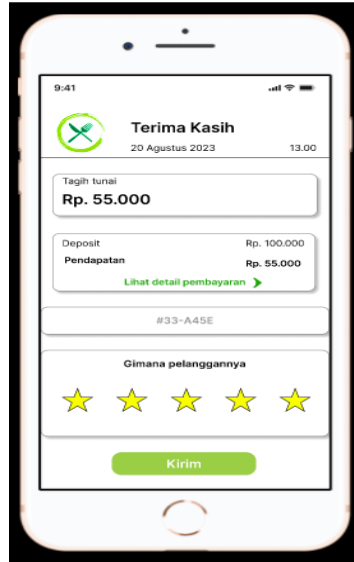 9:41
Terima Kasih
20 Agustus 2023 13.00
Tagih tunai
Rp. 55.000
Deposit Rp. 100.000
Pendapatan Rp. 55.000
Lihat detail pembayaran
#33-A45E
Gimana pelanggannya
Kirim